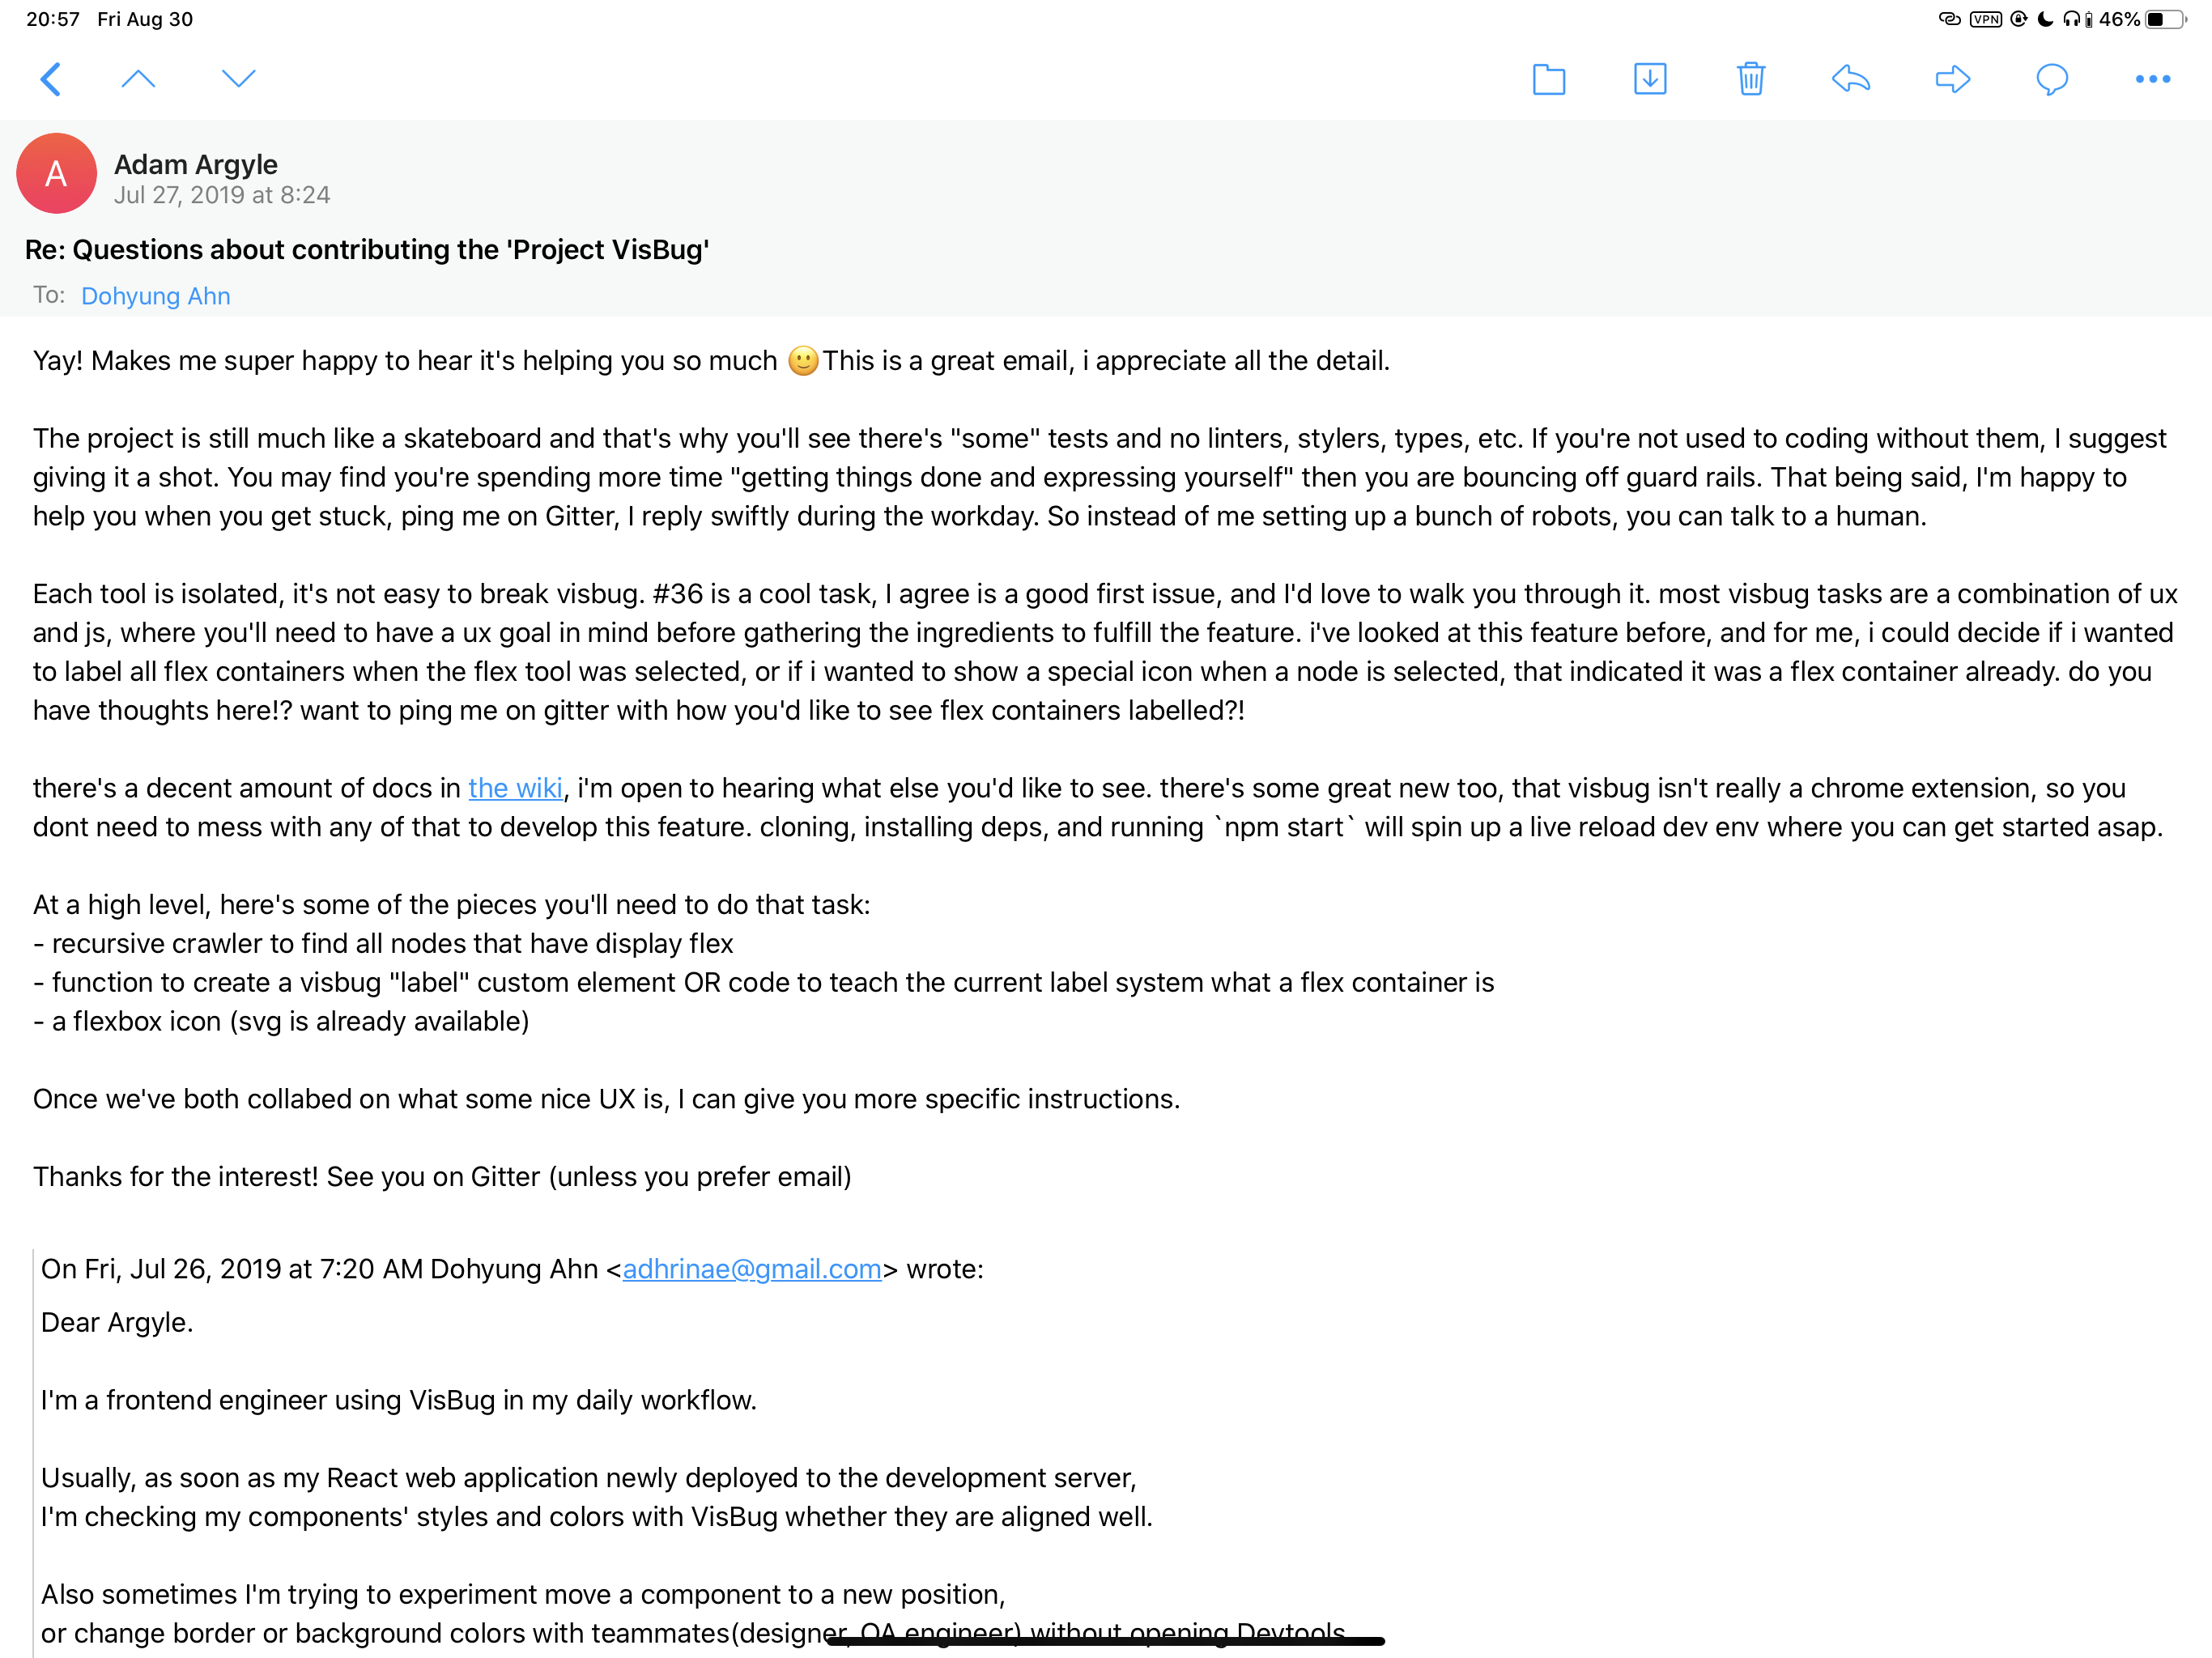 20:57 Fri Aug 30
VPN 46%
A
Adam Argyle
Jul 27, 2019 at 8:24
Re: Questions about contributing the 'Project VisBug'
To: Dohyung Ahn
Yay! Makes me super happy to hear it's helping you so much 🙂This is a great email, i appreciate all the detail.
The project is still much like a skateboard and that's why you'll see there's "some" tests and no linters, stylers, types, etc. If you're not used to coding without them, I suggest
giving it a shot. You may find you're spending more time "getting things done and expressing yourself" then you are bouncing off guard rails. That being said, I'm happy to
help you when you get stuck, ping me on Gitter, I reply swiftly during the workday. So instead of me setting up a bunch of robots, you can talk to a human.
Each tool is isolated, it's not easy to break visbug. #36 is a cool task, I agree is a good first issue, and I'd love to walk you through it. most visbug tasks are a combination of ux
and js, where you'll need to have a ux goal in mind before gathering the ingredients to fulfill the feature. i've looked at this feature before, and for me, i could decide if i wanted
to label all flex containers when the flex tool was selected, or if i wanted to show a special icon when a node is selected, that indicated it was a flex container already. do you
have thoughts here!? want to ping me on gitter with how you'd like to see flex containers labelled?!
there's a decent amount of docs in the wiki, i'm open to hearing what else you'd like to see. there's some great new too, that visbug isn't really a chrome extension, so you
dont need to mess with any of that to develop this feature. cloning, installing deps, and running `npm start` will spin up a live reload dev env where you can get started asap.
At a high level, here's some of the pieces you'll need to do that task:
- recursive crawler to find all nodes that have display flex
- function to create a visbug "label" custom element OR code to teach the current label system what a flex container is
- a flexbox icon (svg is already available)
Once we've both collabed on what some nice UX is, I can give you more specific instructions.
Thanks for the interest! See you on Gitter (unless you prefer email)
On Fri, Jul 26, 2019 at 7:20 AM Dohyung Ahn <adhrinae@gmail.com> wrote:
Dear Argyle.
I'm a frontend engineer using VisBug in my daily workflow.
Usually, as soon as my React web application newly deployed to the development server,
I'm checking my components' styles and colors with VisBug whether they are aligned well.
Also sometimes I'm trying to experiment move a component to a new position,
or change border or background colors with teammates(designer, QA engineer) without opening Devtools